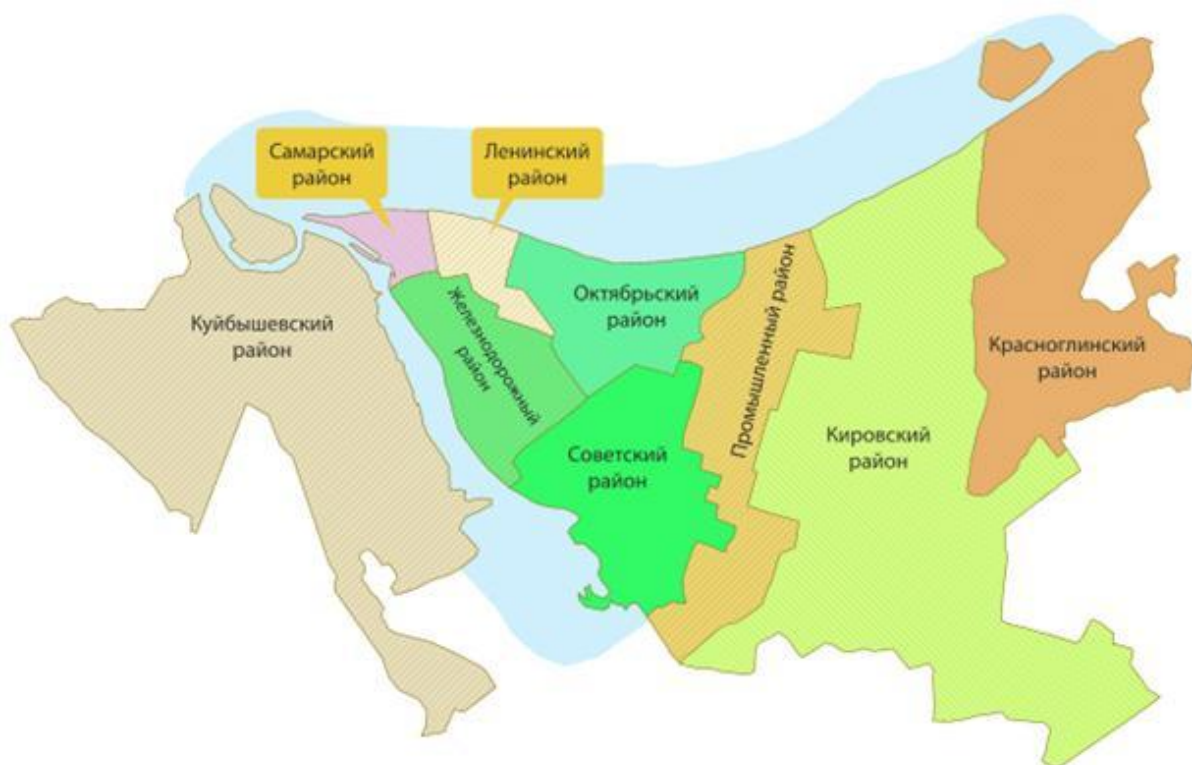 Самарский
район
Ленинский
район
Куйбышевский
район
Железнодорожный
район
Октябрьский
район
Советский
район
Промышленный район
Кировский
район
Красноглинский
район